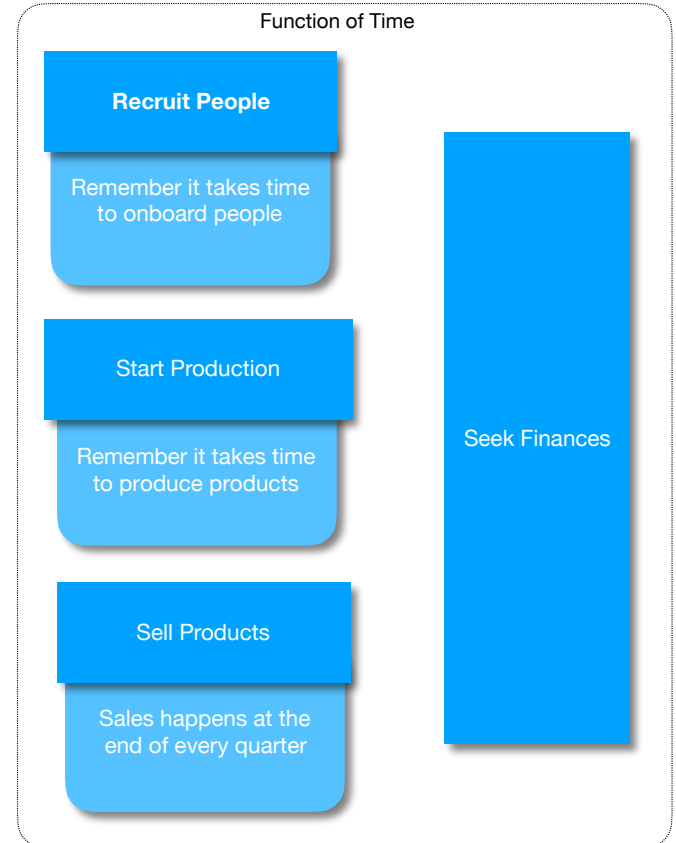 Function of Time
Recruit People
Remember it takes time
to onboard people
Start Production
Remember it takes time
to produce products
Sell Products
Sales happens at the
end of every quarter
Seek Finances